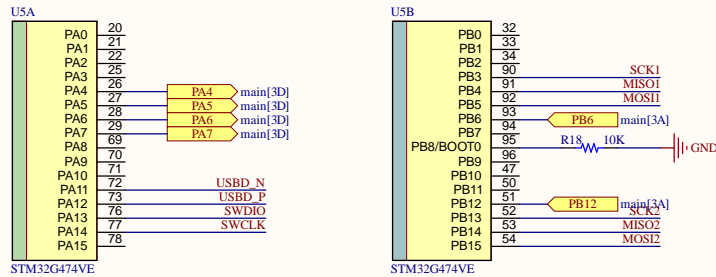 U5A
PA0 20
PA1 21
PA2 22
PA3 25
PA4 26 PA4 main[3D]
PA5 27 PA5 main[3D]
PA6 28 PA6 main[3D]
PA7 29 PA7 main[3D]
PA8 69
PA9 70
PA10 71
PA11 72 USBD_N
PA12 73 USBD_P
PA13 76 SWDIO
PA14 77 SWCLK
PA15 78
STM32G474VE
U5B
PB0 32
PB1 33
PB2 34
PB3 90 SCK1
PB4 91 MISO1
PB5 92 MOSI1
PB6 93 PB6 main[3A]
PB7 94
PB8/BOOT0 95 R18 10K GND
PB9 96
PB10 47
PB11 50
PB12 51 PB12 main[3A]
PB13 52 SCK2
PB14 53 MISO2
PB15 54 MOSI2
STM32G474VE